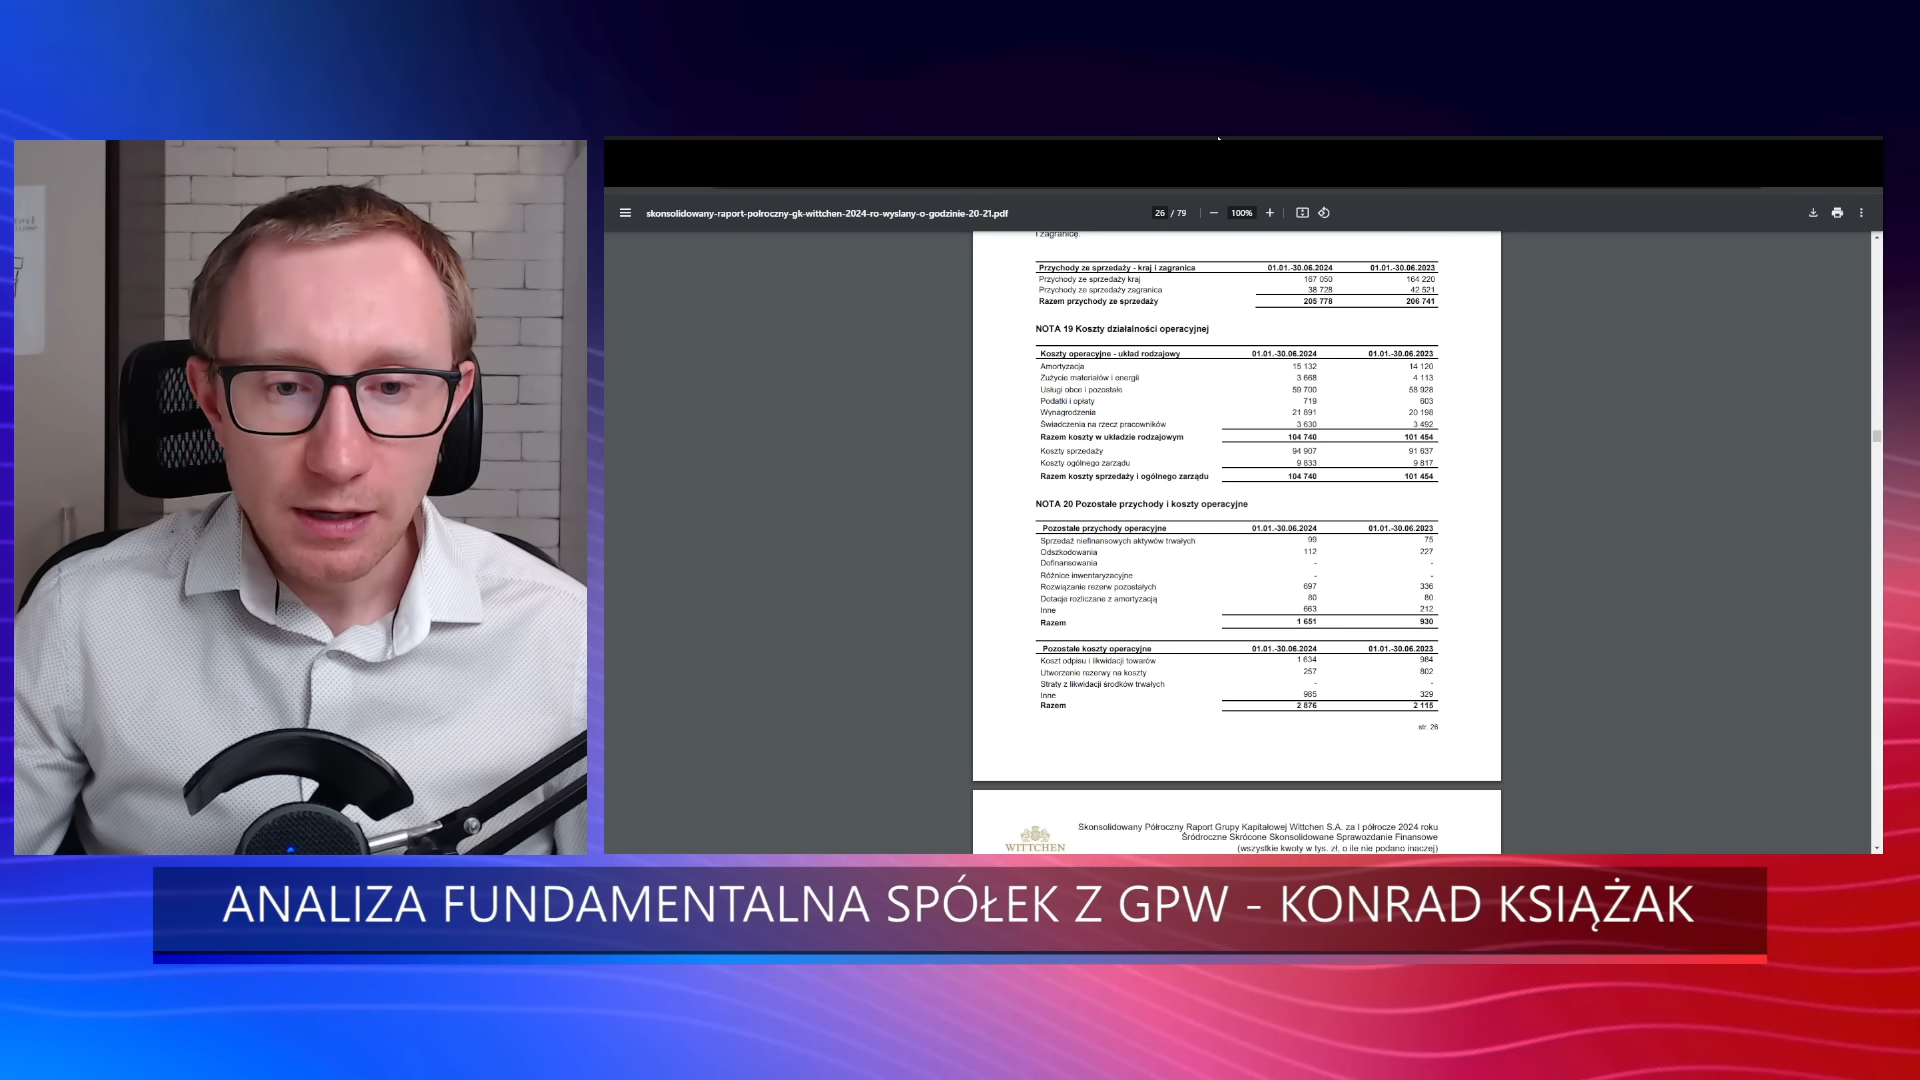 skonsolidowany-raport-polroczny-gk-wittchen-2024-ro-wyslany-o-godzinie-20-21.pdf 26 / 79 100%
i zagranicę.
Przychody ze sprzedaży - kraj i zagranica 01.01.-30.06.2024 01.01.-30.06.2023
Przychody ze sprzedaży kraj 167 050 164 220
Przychody ze sprzedaży zagranica 38 728 42 521
Razem przychody ze sprzedaży 205 778 206 741
NOTA 19 Koszty działalności operacyjnej
Koszty operacyjne - układ rodzajowy 01.01.-30.06.2024 01.01.-30.06.2023
Amortyzacja 15 132 14 120
Zużycie materiałów i energii 3 668 4 113
Usługi obce i pozostałe 59 700 58 928
Podatki i opłaty 719 603
Wynagrodzenia 21 891 20 198
Świadczenia na rzecz pracowników 3 630 3 492
Razem koszty w układzie rodzajowym 104 740 101 454
Koszty sprzedaży 94 907 91 637
Koszty ogólnego zarządu 9 833 9 817
Razem koszty sprzedaży i ogólnego zarządu 104 740 101 454
NOTA 20 Pozostałe przychody i koszty operacyjne
Pozostałe przychody operacyjne 01.01.-30.06.2024 01.01.-30.06.2023
Sprzedaż niefinansowych aktywów trwałych 99 75
Odszkodowania 112 227
Dofinansowania - -
Różnice inwentaryzacyjne - -
Rozwiązanie rezerw pozostałych 697 336
Dotacje rozliczane z amortyzacją 80 80
Inne 663 212
Razem 1 651 930
Pozostałe koszty operacyjne 01.01.-30.06.2024 01.01.-30.06.2023
Koszt odpisu i likwidacji towarów 1 634 984
Utworzenie rezerwy na koszty 257 802
Straty z likwidacji środków trwałych - -
Inne 985 329
Razem 2 876 2 115
str. 26
Skonsolidowany Półroczny Raport Grupy Kapitałowej Wittchen S.A. za I półrocze 2024 roku
Śródroczne Skrócone Skonsolidowane Sprawozdanie Finansowe
WITTCHEN (wszystkie kwoty w tys. zł, o ile nie podano inaczej)
ANALIZA FUNDAMENTALNA SPÓŁEK Z GPW - KONRAD KSIĄŻAK